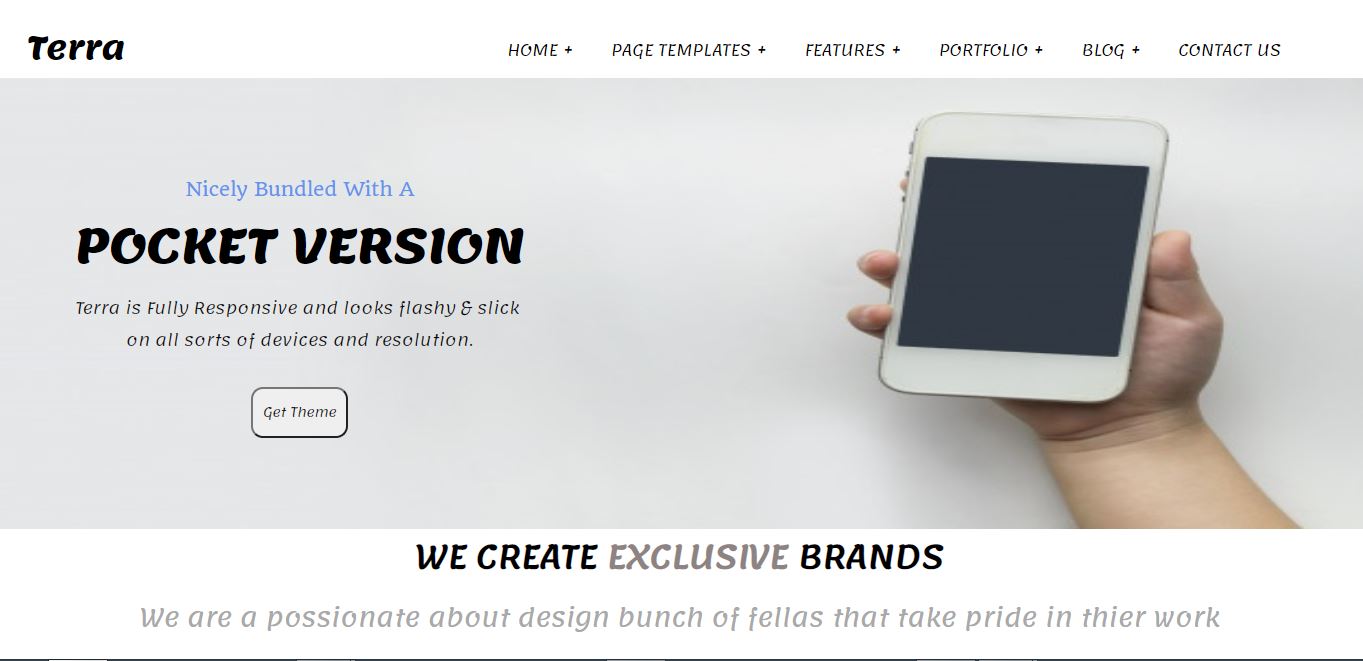 Terra
HOME + PAGE TEMPLATES + FEATURES + PORTFOLIO + BLOG + CONTACT US
Nicely Bundled With A
POCKET VERSION
Terra is Fully Responsive and looks flashy & slick
on all sorts of devices and resolution.
Get Theme
WE CREATE EXCLUSIVE BRANDS
We are a possionate about design bunch of fellas that take pride in thier work